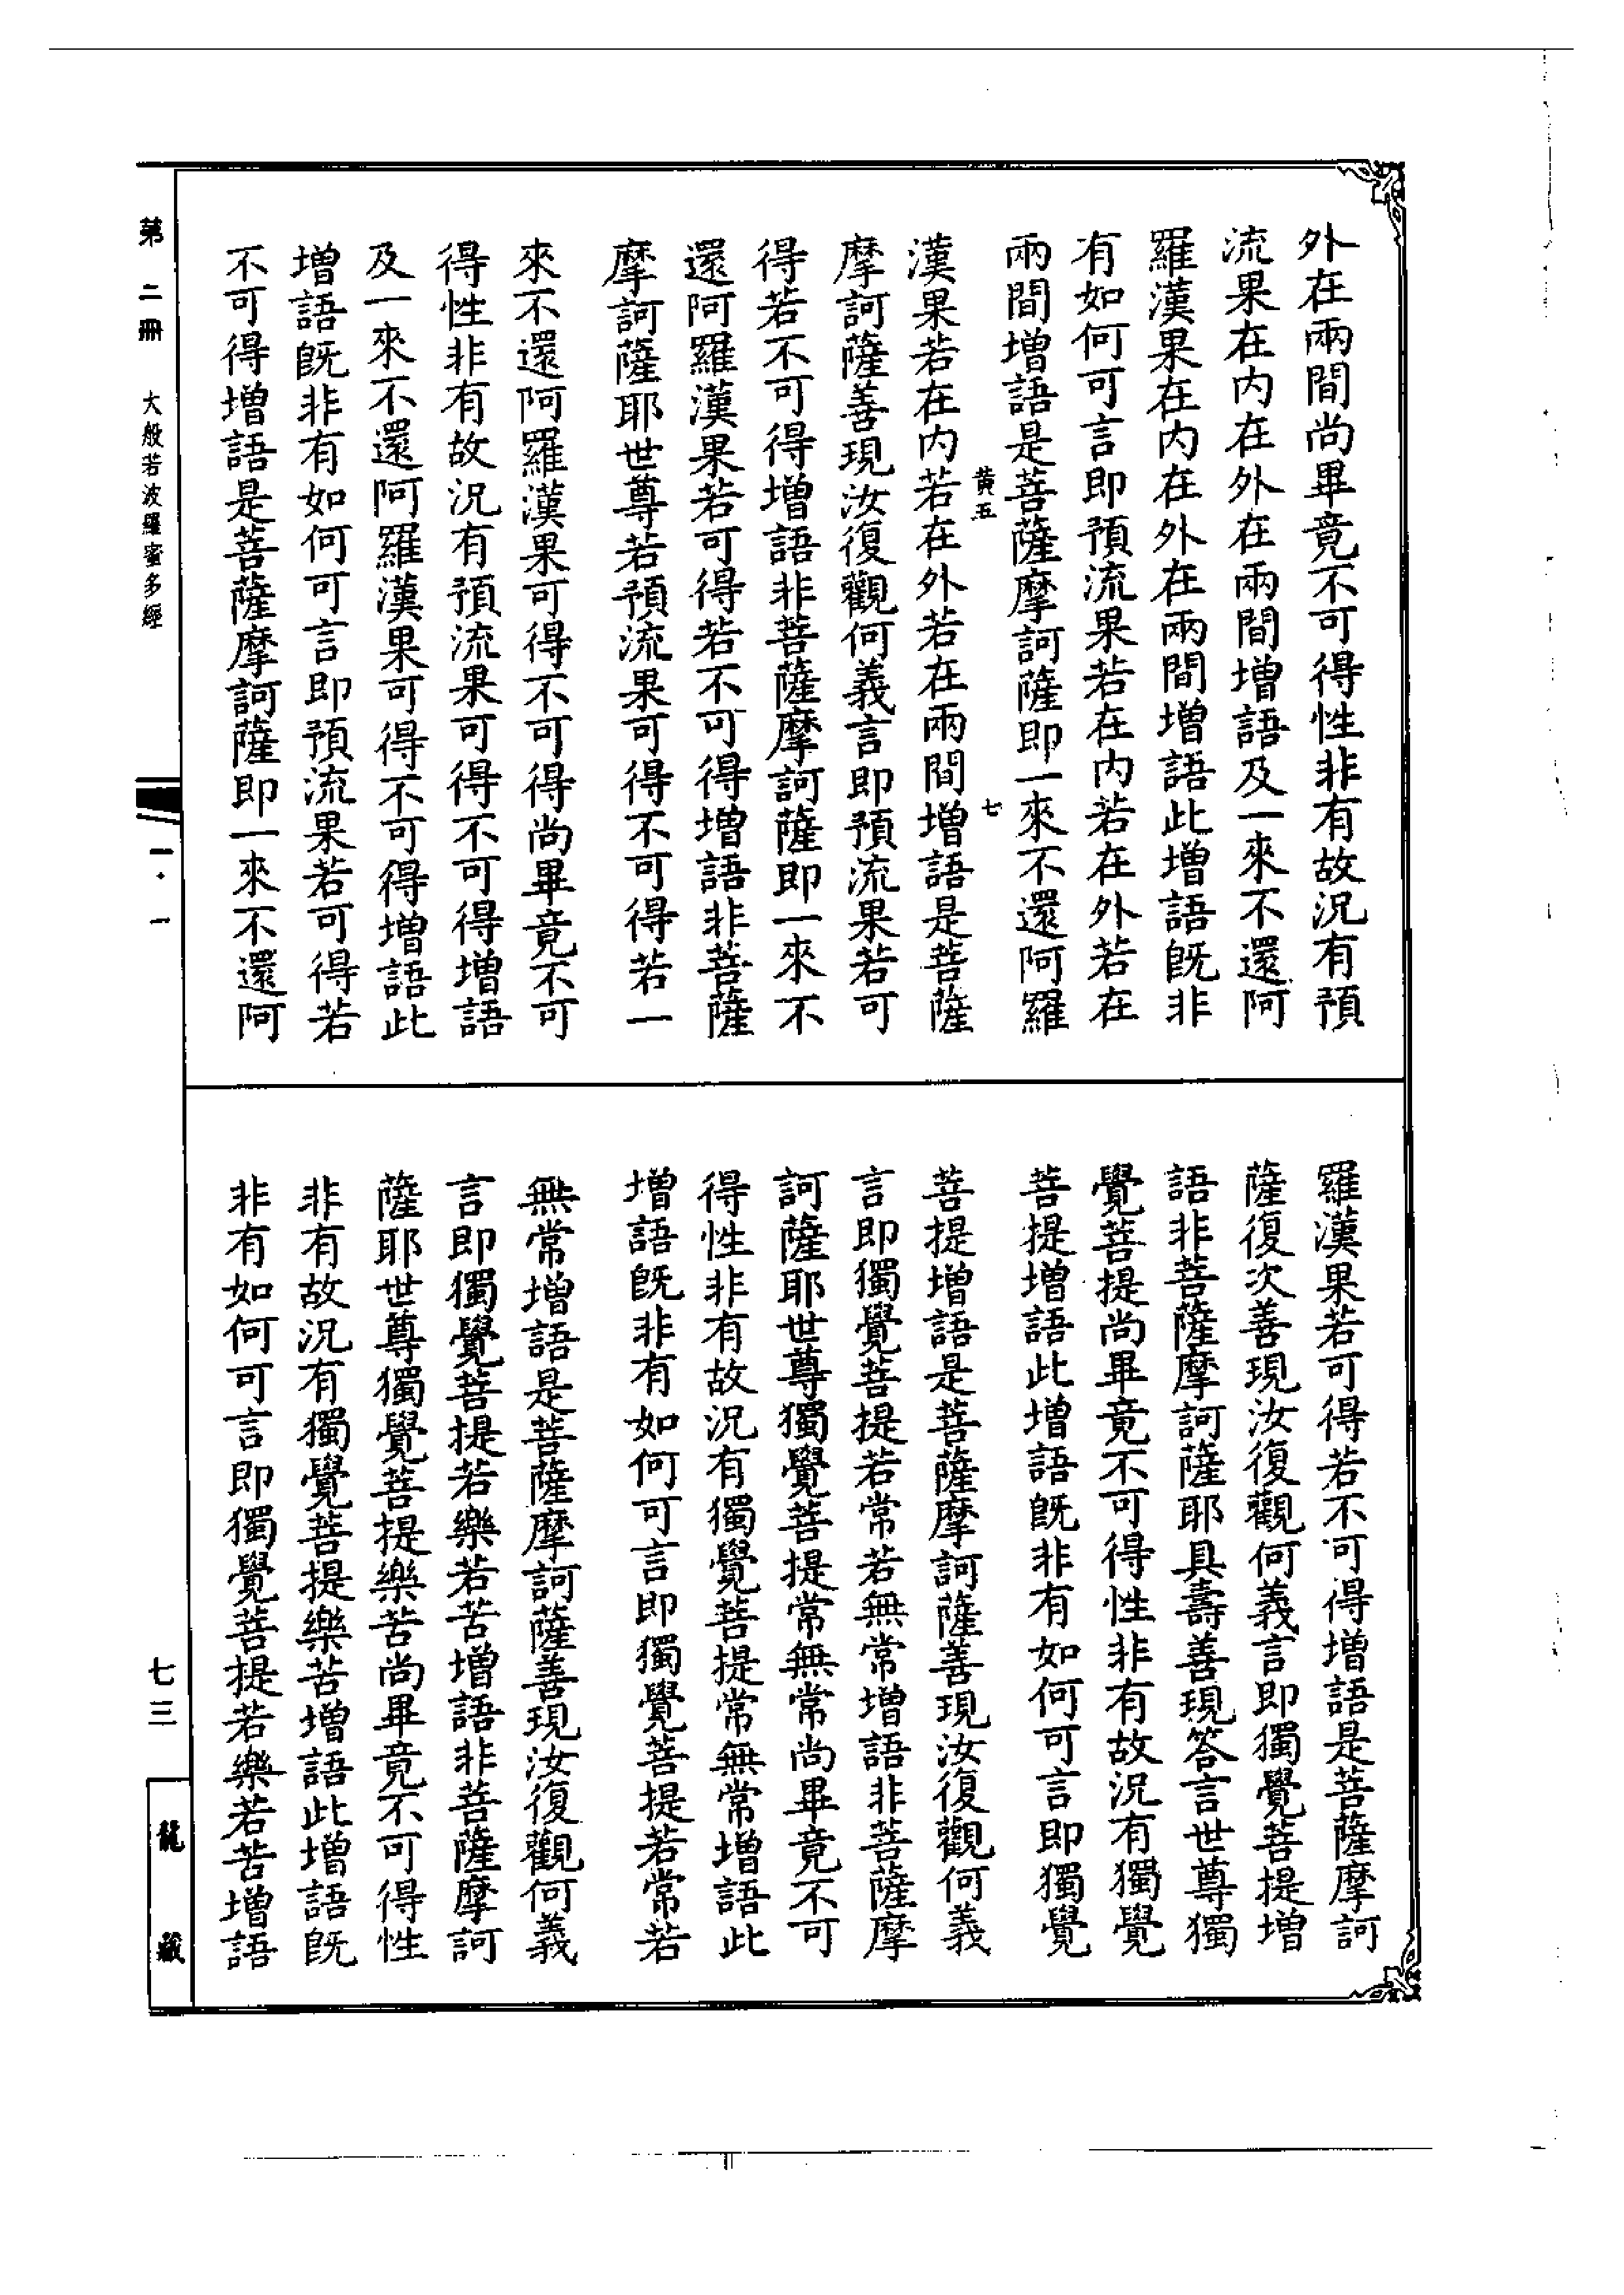 外在兩間尚畢竟不可得性非有故況有預
流果在內在外在兩間增語及一來不還阿
羅漢果在內在外在兩間增語此增語旣非
有如何可言即預流果若在內若在外若在
兩間增語是菩薩摩訶薩即一來不還阿羅
黃五 七
漢果若在內若在外若在兩間增語是菩薩
摩訶薩善現汝復觀何義言即預流果若可
得若不可得增語非菩薩摩訶薩即一來不
還阿羅漢果若可得若不可得增語非菩薩
摩訶薩耶世尊若預流果可得不可得若一
來不還阿羅漢果可得不可得尚畢竟不可
得性非有故況有預流果可得不可得增語
及一來不還阿羅漢果可得不可得增語此
增語旣非有如何可言即預流果若可得若
不可得增語是菩薩摩訶薩即一來不還阿
羅漢果若可得若不可得增語是菩薩摩訶
薩復次善現汝復觀何義言即獨覺菩提增
語非菩薩摩訶薩耶具壽善現答言世尊獨
覺菩提尚畢竟不可得性非有故況有獨覺
菩提增語此增語旣非有如何可言即獨覺
菩提增語是菩薩摩訶薩善現汝復觀何義
言即獨覺菩提若常若無常增語非菩薩摩
訶薩耶世尊獨覺菩提常無常尚畢竟不可
得性非有故況有獨覺菩提常無常增語此
增語旣非有如何可言即獨覺菩提若常若
無常增語是菩薩摩訶薩善現汝復觀何義
言即獨覺菩提若樂若苦增語非菩薩摩訶
薩耶世尊獨覺菩提樂苦尚畢竟不可得性
非有故況有獨覺菩提樂苦增語此增語旣
非有如何可言即獨覺菩提若樂若苦增語
第二冊 大般若波羅蜜多經
一·一
七三
龍藏